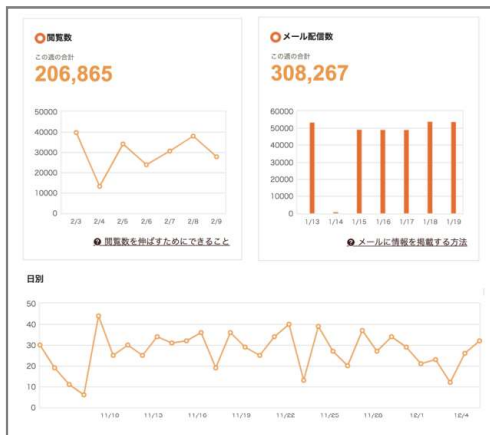 閲覧数
この週の合計
206,865
50000
40000
30000
20000
10000
0
2/3 2/4 2/5 2/6 2/7 2/8 2/9
? 閲覧数を伸ばすためにできること
メール配信数
この週の合計
308,267
60000
50000
40000
30000
20000
10000
0
1/13 1/14 1/15 1/16 1/17 1/18 1/19
? メールに情報を掲載する方法
日別
50
40
30
20
10
0
11/10 11/13 11/16 11/19 11/22 11/25 11/28 12/1 12/4